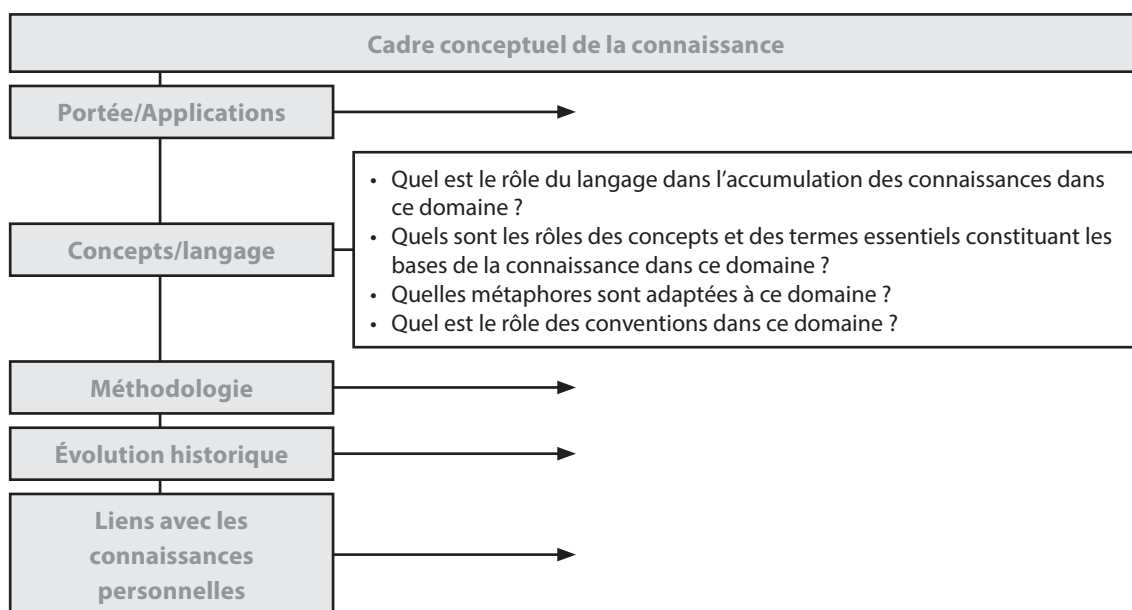 Cadre conceptuel de la connaissance
Portée/Applications
Concepts/langage
• Quel est le rôle du langage dans l’accumulation des connaissances dans
ce domaine ?
• Quels sont les rôles des concepts et des termes essentiels constituant les
bases de la connaissance dans ce domaine ?
• Quelles métaphores sont adaptées à ce domaine ?
• Quel est le rôle des conventions dans ce domaine ?
Méthodologie
Évolution historique
Liens avec les
connaissances
personnelles